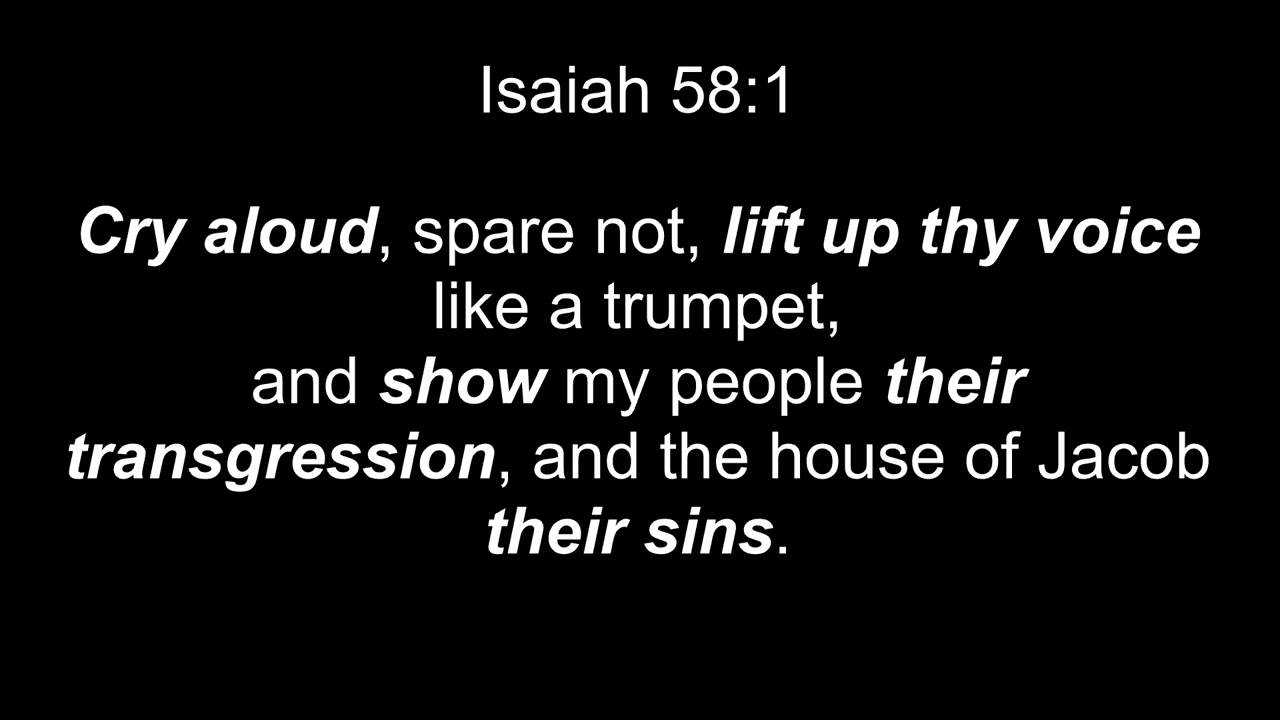 Isaiah 58:1
Cry aloud, spare not, lift up thy voice
like a trumpet,
and show my people their
transgression, and the house of Jacob
their sins.